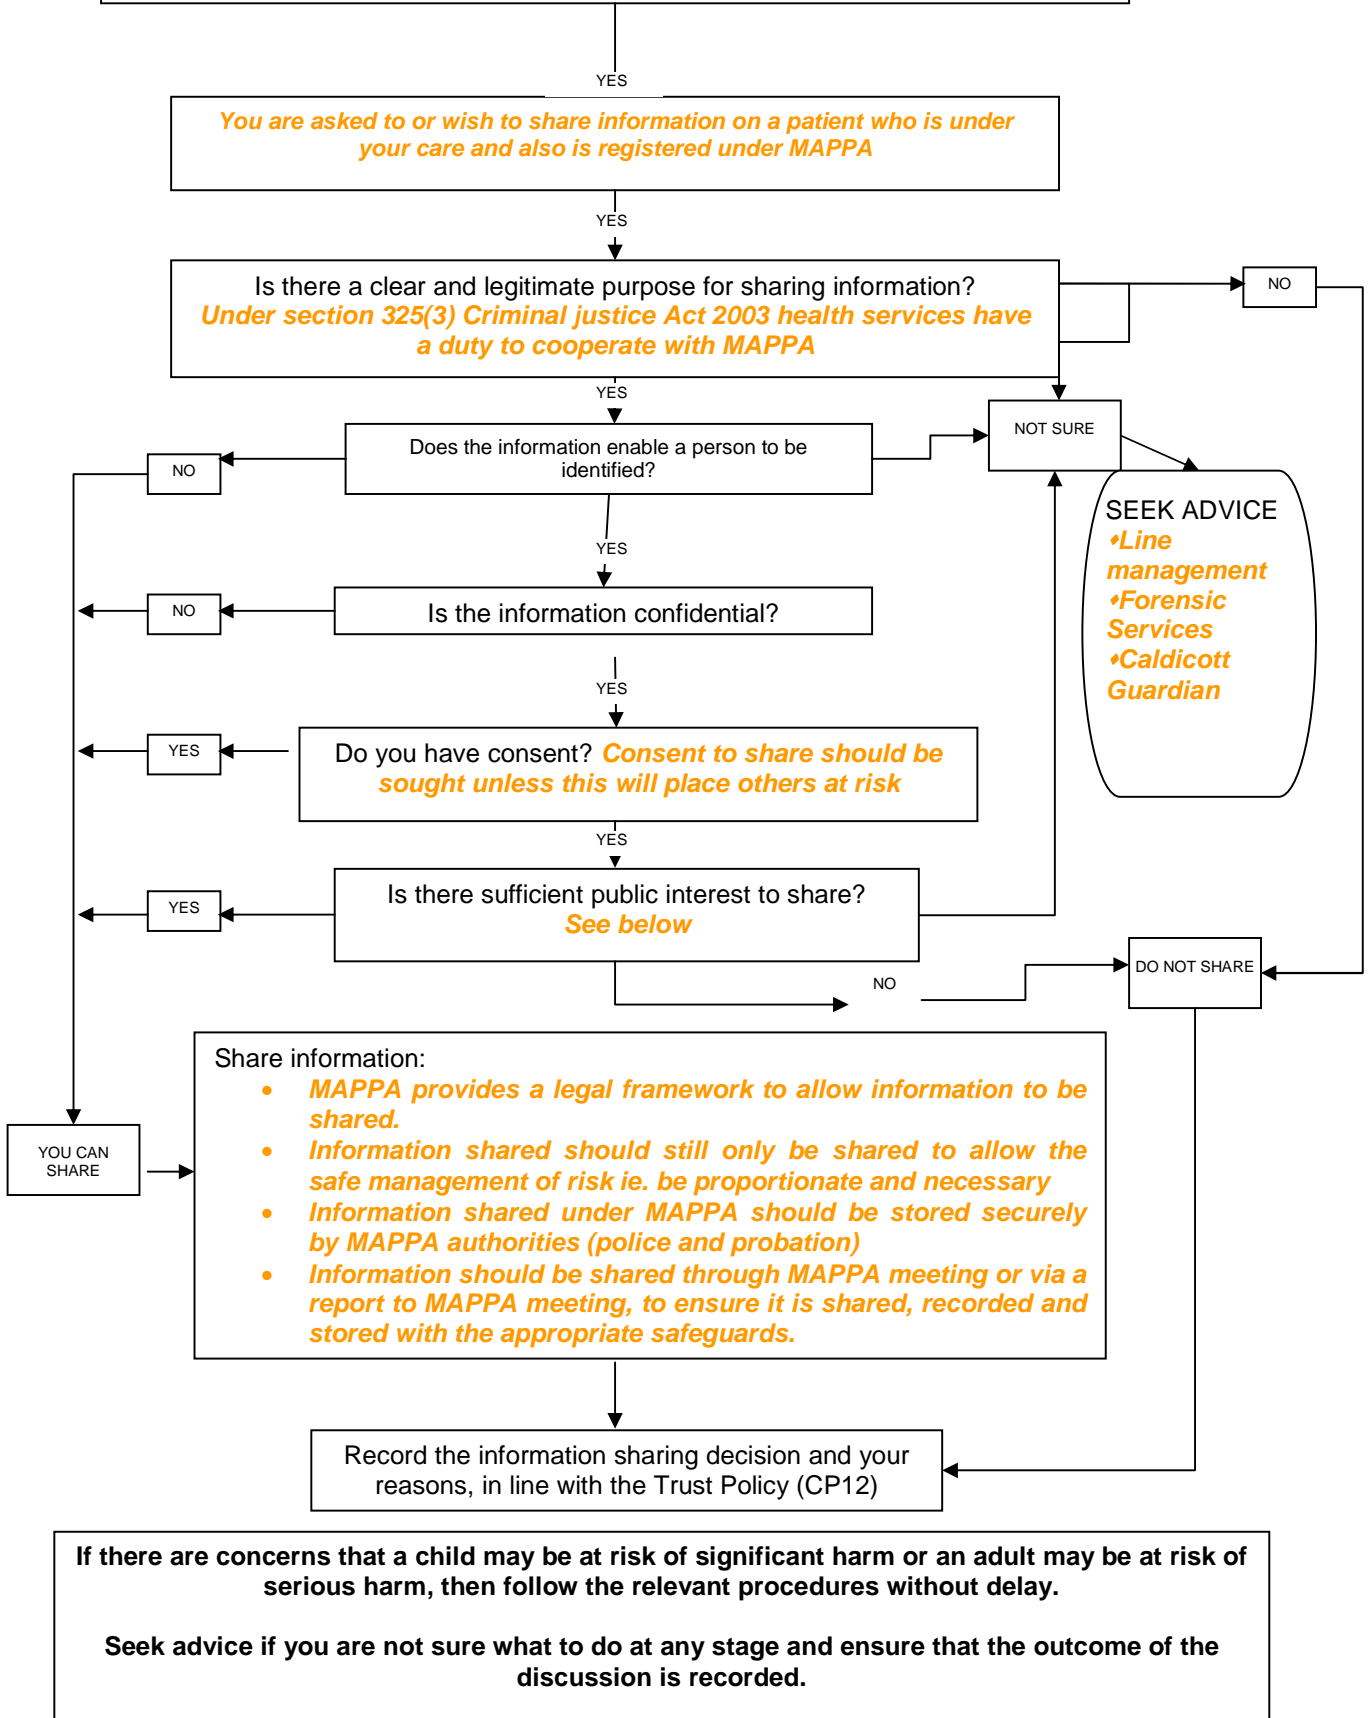 YES
You are asked to or wish to share information on a patient who is under
your care and also is registered under MAPPA
YES
Is there a clear and legitimate purpose for sharing information?
Under section 325(3) Criminal justice Act 2003 health services have
a duty to cooperate with MAPPA
NO
YES
NOT SURE
Does the information enable a person to be
identified?
NO
SEEK ADVICE
♦Line
management
♦Forensic
Services
♦Caldicott
Guardian
YES
Is the information confidential?
NO
YES
Do you have consent? Consent to share should be
sought unless this will place others at risk
YES
YES
Is there sufficient public interest to share?
See below
YES
NO
DO NOT SHARE
Share information:
• MAPPA provides a legal framework to allow information to be
shared.
• Information shared should still only be shared to allow the
safe management of risk ie. be proportionate and necessary
• Information shared under MAPPA should be stored securely
by MAPPA authorities (police and probation)
• Information should be shared through MAPPA meeting or via a
report to MAPPA meeting, to ensure it is shared, recorded and
stored with the appropriate safeguards.
YOU CAN
SHARE
Record the information sharing decision and your
reasons, in line with the Trust Policy (CP12)
If there are concerns that a child may be at risk of significant harm or an adult may be at risk of
serious harm, then follow the relevant procedures without delay.
Seek advice if you are not sure what to do at any stage and ensure that the outcome of the
discussion is recorded.